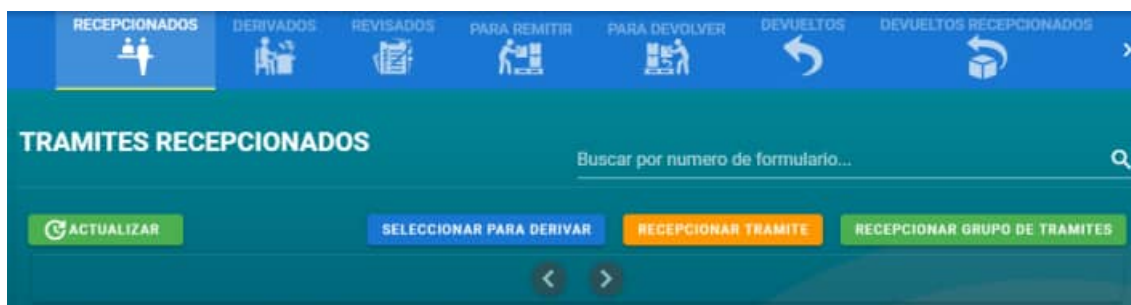 RECEPCIONADOS DERIVADOS REVISADOS PARA REMITIR PARA DEVOLVER DEVUELTOS DEVUELTOS RECEPCIONADOS
TRAMITES RECEPCIONADOS
Buscar por numero de formulario...
ACTUALIZAR SELECCIONAR PARA DERIVAR RECEPCIONAR TRAMITE RECEPCIONAR GRUPO DE TRAMITES